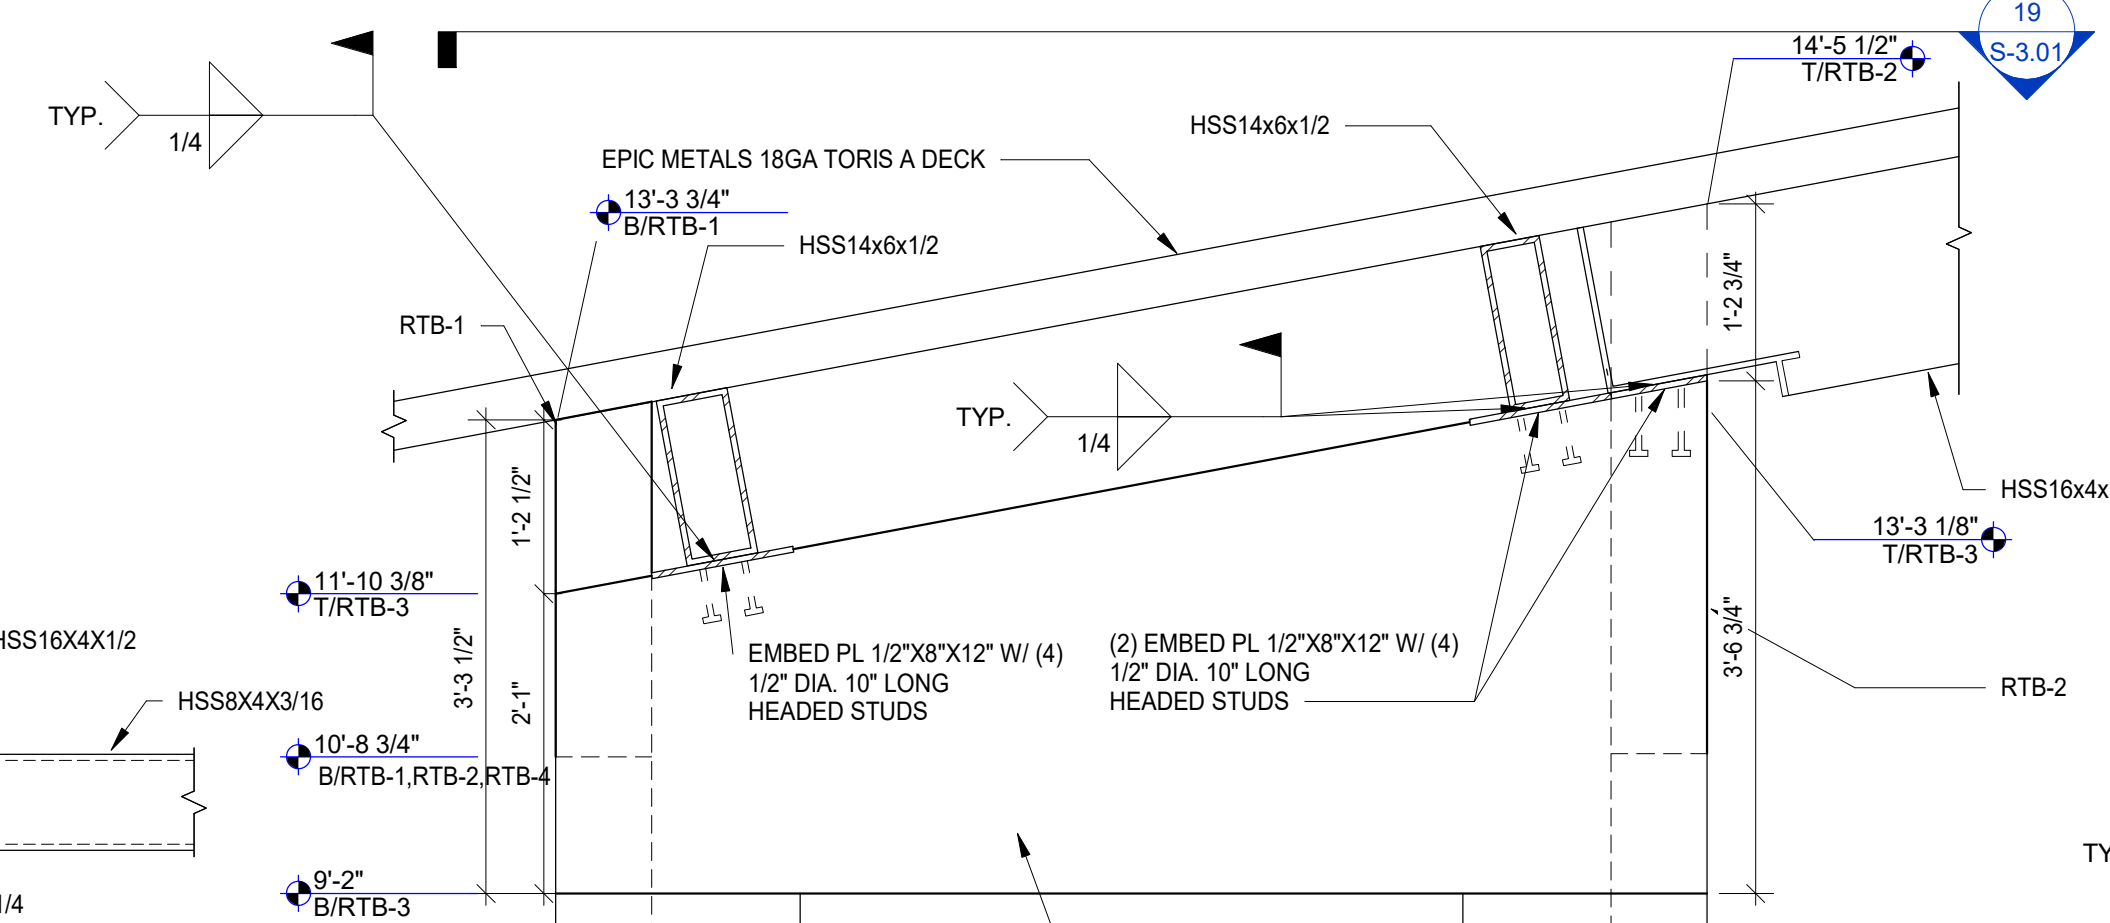 19
S-3.01
14'-5 1/2"
T/RTB-2
TYP.
1/4
HSS14x6x1/2
EPIC METALS 18GA TORIS A DECK
13'-3 3/4"
B/RTB-1
HSS14x6x1/2
RTB-1
1'-2 3/4"
TYP.
1/4
1'-2 1/2"
HSS16x4x
13'-3 1/8"
T/RTB-3
11'-10 3/8"
T/RTB-3
HSS16X4X1/2
3'-3 1/2"
2'-1"
3'-6 3/4"
EMBED PL 1/2"X8"X12" W/ (4)
1/2" DIA. 10" LONG
HEADED STUDS
(2) EMBED PL 1/2"X8"X12" W/ (4)
1/2" DIA. 10" LONG
HEADED STUDS
RTB-2
HSS8X4X3/16
10'-8 3/4"
B/RTB-1,RTB-2,RTB-4
9'-2"
B/RTB-3
1/4
TY